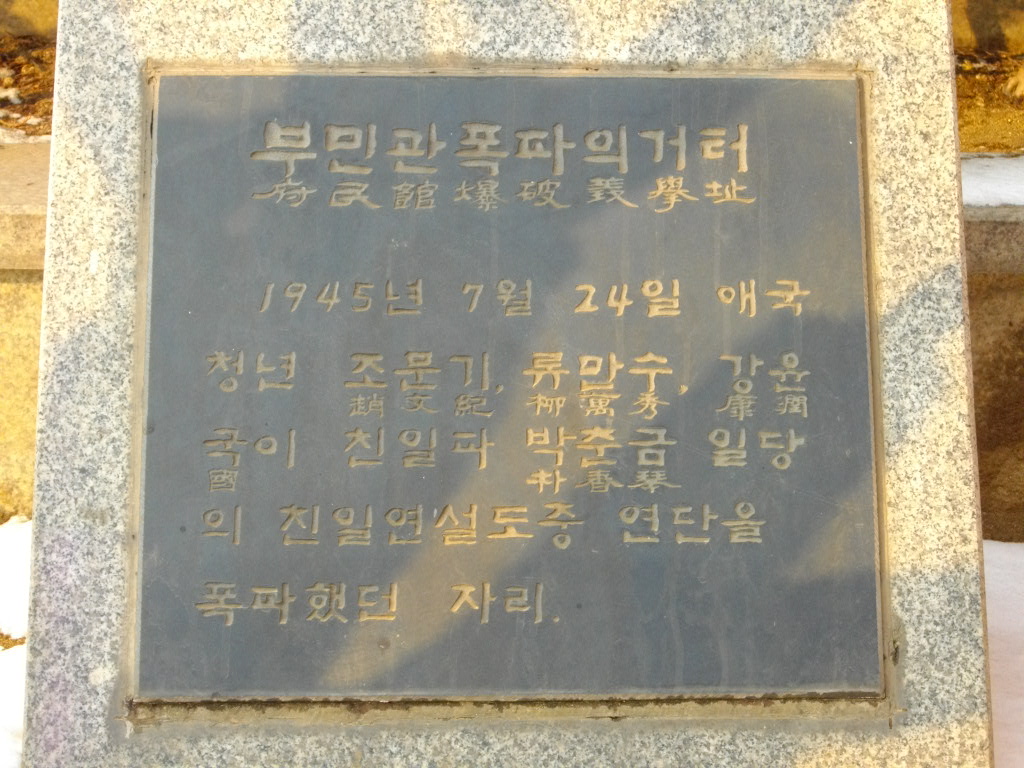 부민관폭파의거터
府民館爆破義擧址
1945년 7월 24일 애국
청년 조문기, 류만수, 강윤
趙文紀 柳萬秀 康潤
국이 친일파 박춘금 일당
國 朴春琴
의 친일연설도중 연단을
폭파했던 자리.